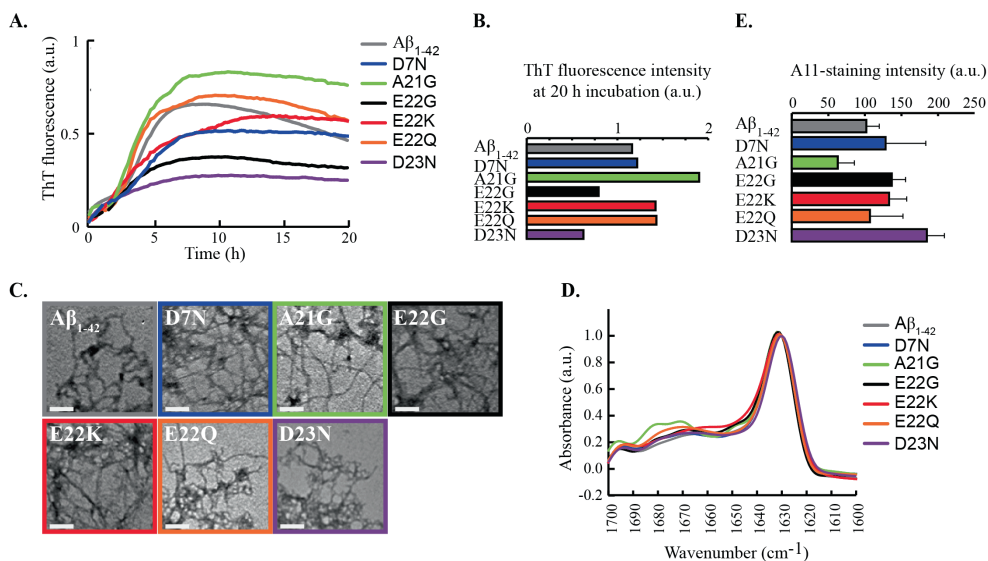 A.
ThT fluorescence (a.u.)
1
0.5
0
0
5
10
15
20
Time (h)
Aβ1-42
D7N
A21G
E22G
E22K
E22Q
D23N
B.
ThT fluorescence intensity
at 20 h incubation (a.u.)
0
1
2
Aβ1-42
D7N
A21G
E22G
E22K
E22Q
D23N
E.
A11-staining intensity (a.u.)
0
50
100
150
200
250
Aβ1-42
D7N
A21G
E22G
E22K
E22Q
D23N
C.
Aβ1-42
D7N
A21G
E22G
E22K
E22Q
D23N
D.
Absorbance (a.u.)
1.0
0.8
0.6
0.4
0.2
0.0
-0.2
1700
1690
1680
1670
1660
1650
1640
1630
1620
1610
1600
Wavenumber (cm-1)
Aβ1-42
D7N
A21G
E22G
E22K
E22Q
D23N